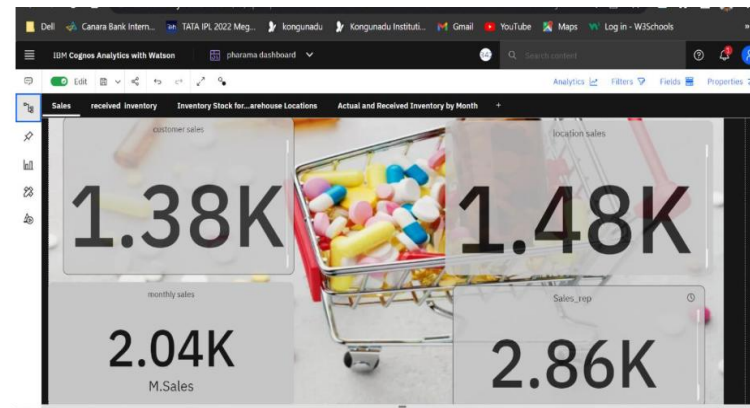 Dell
Canara Bank Intern...
TATA IPL 2022 Meg...
kongunadu
Kongunadu Instituti...
Gmail
YouTube
Maps
Log in - W3Schools
IBM Cognos Analytics with Watson
pharama dashboard
Search content
Edit
Analytics
Filters
Fields
Properties
Sales
received inventory
Inventory Stock for...arehouse Locations
Actual and Received Inventory by Month
+
customer sales
1.38K
location sales
1.48K
monthly sales
2.04K
M.Sales
Sales_rep
2.86K